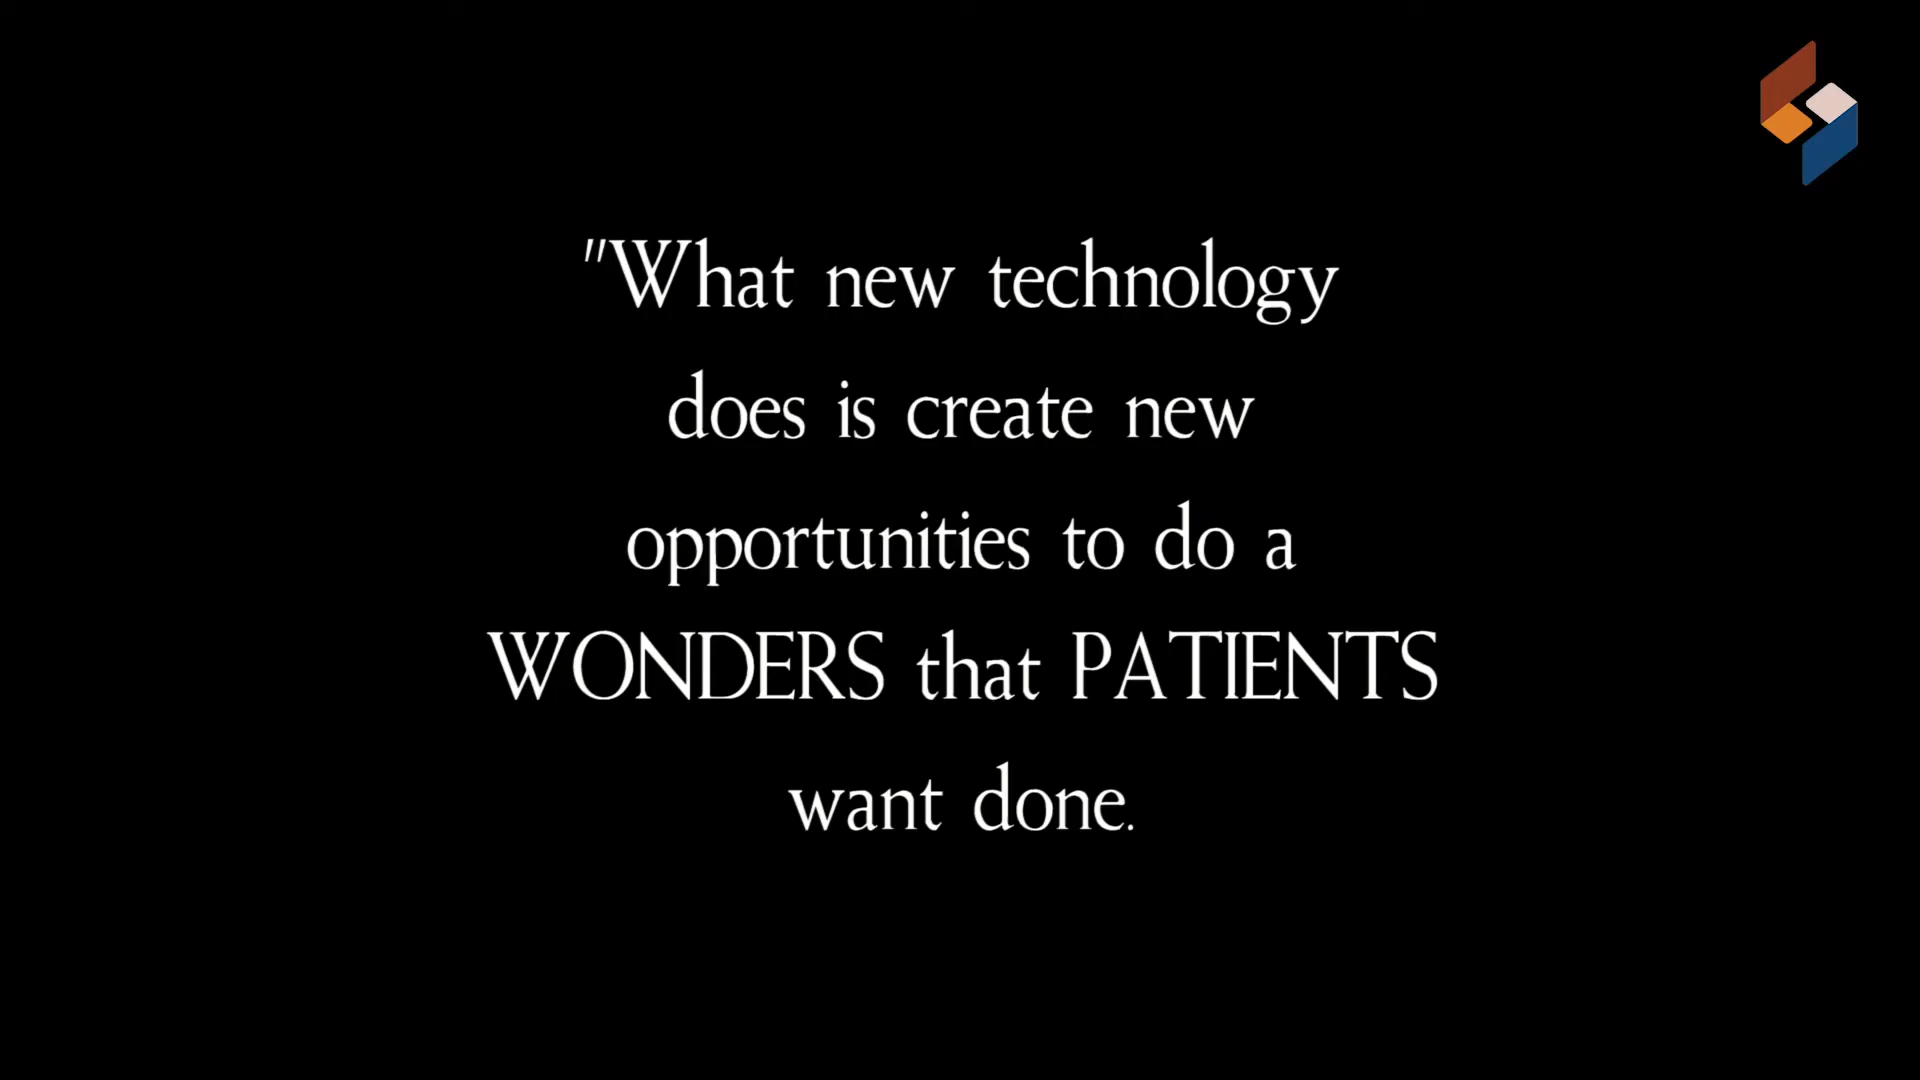 "What new technology
does is create new
opportunities to do a
WONDERS that PATIENTS
want done.